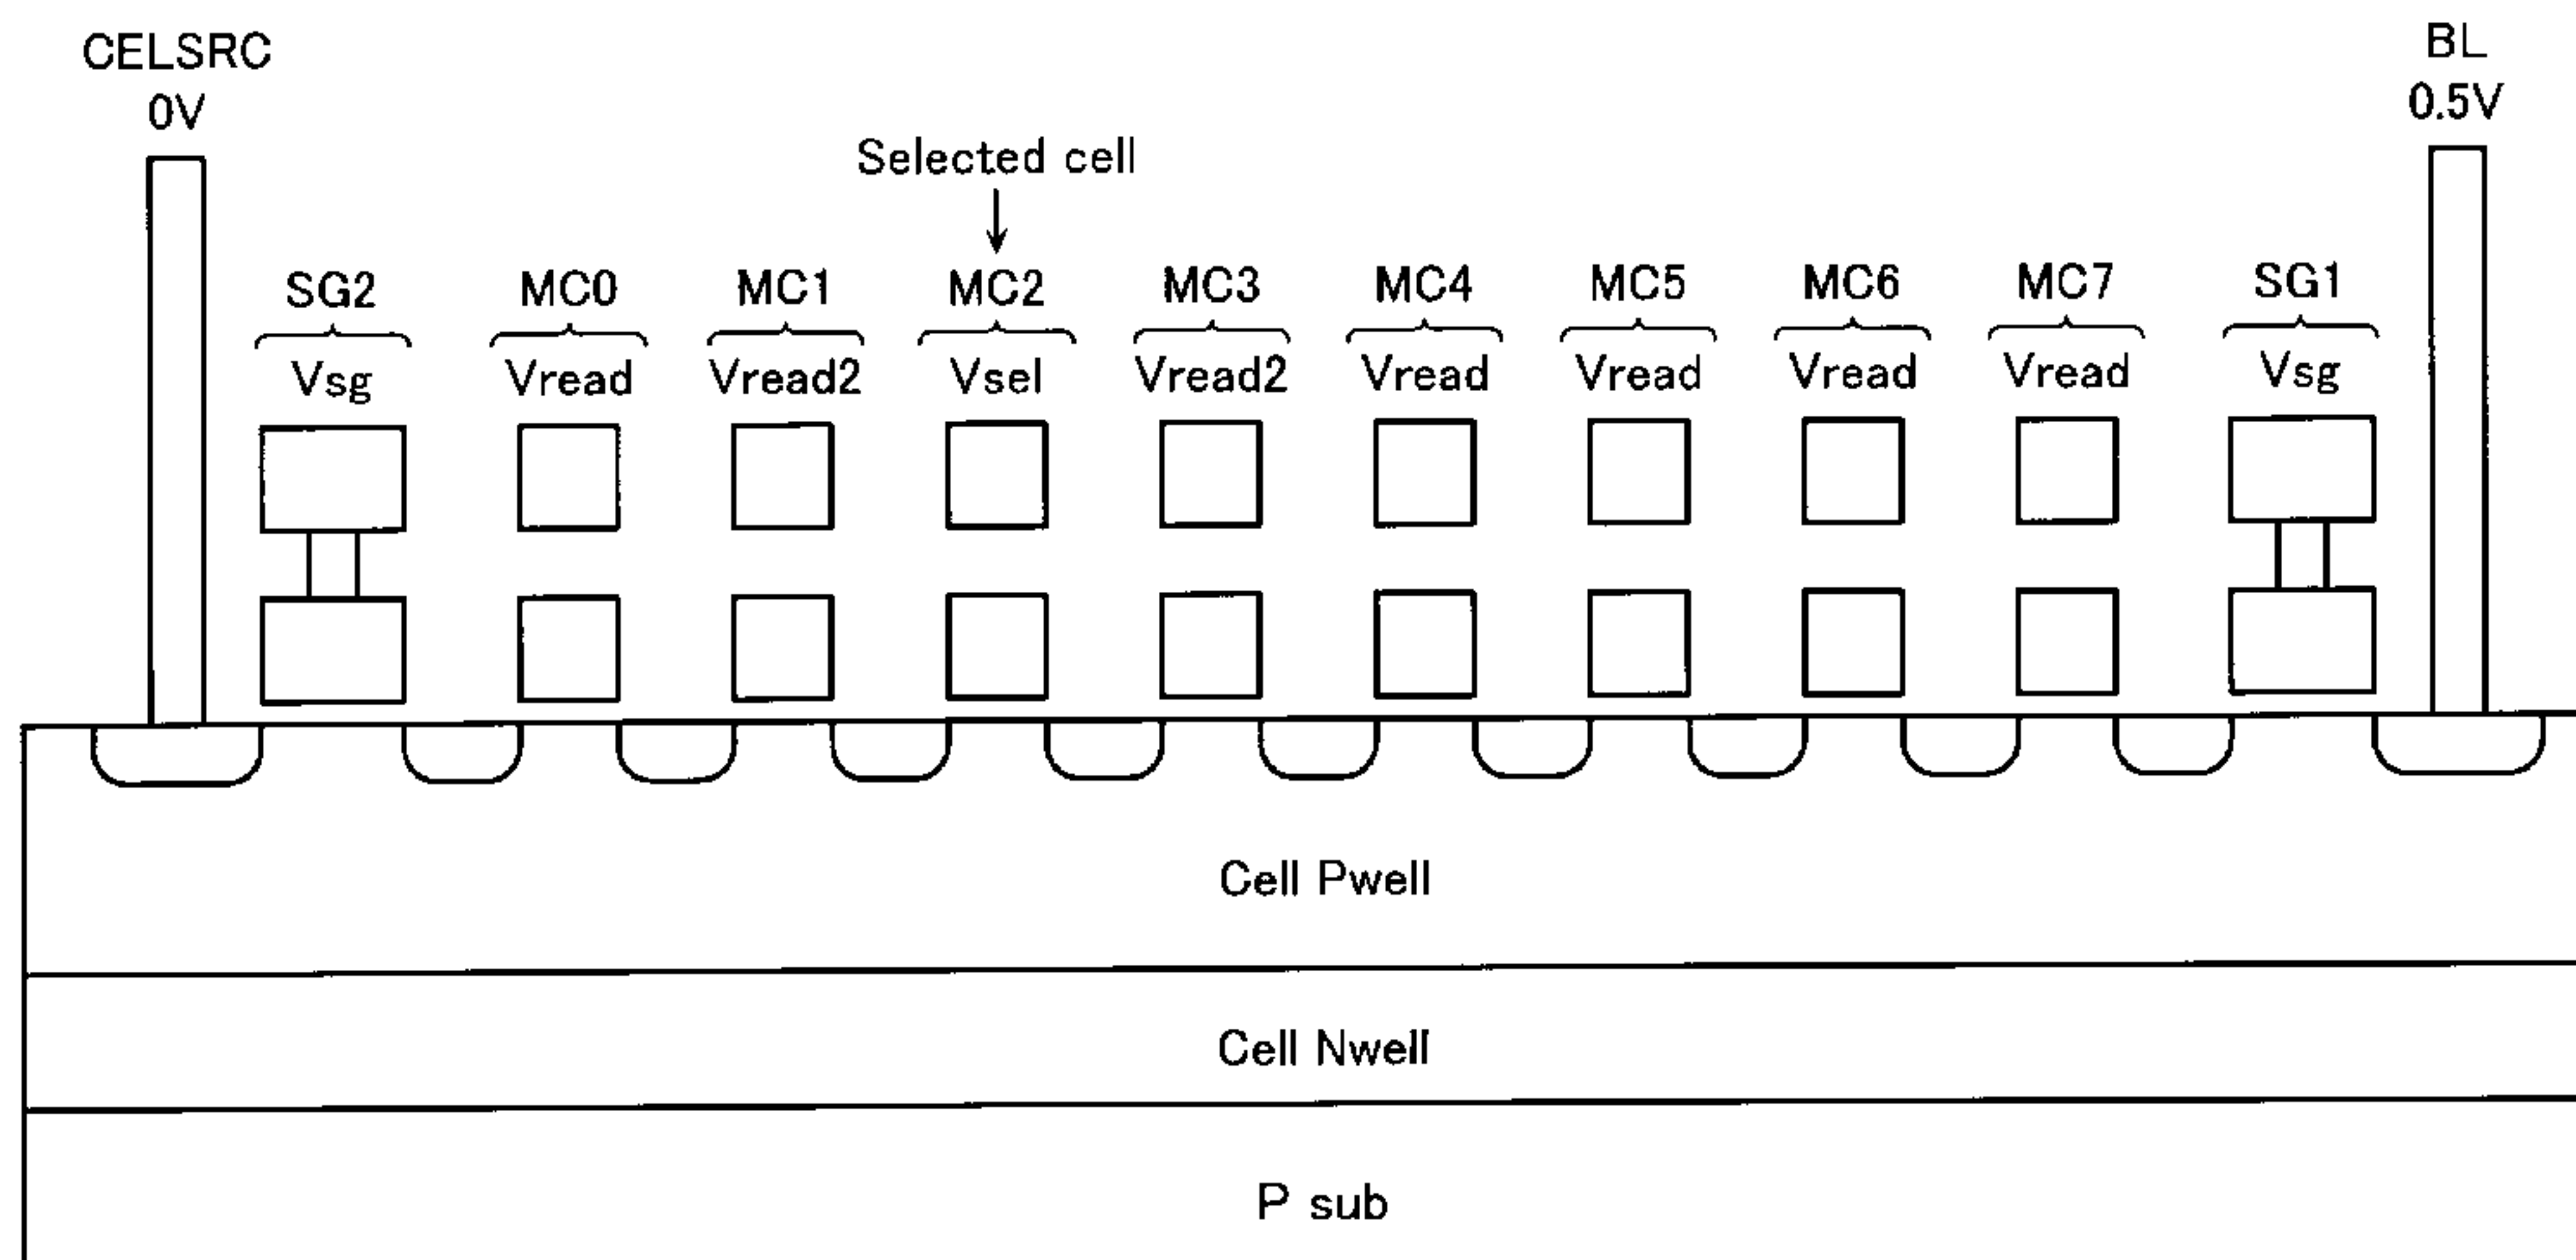 CELSRC
0V
BL
0.5V
Selected cell
SG2 MC0 MC1 MC2 MC3 MC4 MC5 MC6 MC7 SG1
Vsg Vread Vread2 Vsel Vread2 Vread Vread Vread Vread Vsg
Cell Pwell
Cell Nwell
P sub